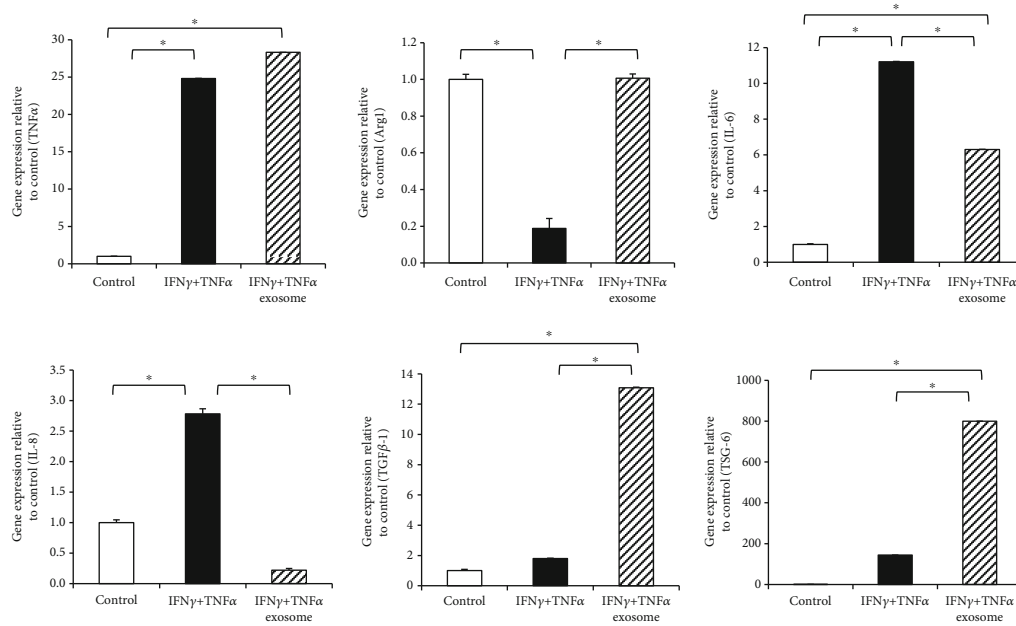 *
*
30
25
20
15
10
5
0
Gene expression relative
to control (TNFα)
Control
IFNγ+TNFα
IFNγ+TNFα
exosome
*
*
1.2
1.0
0.8
0.6
0.4
0.2
0.0
Gene expression relative
to control (Arg1)
Control
IFNγ+TNFα
IFNγ+TNFα
exosome
*
*
*
12
10
8
6
4
2
0
Gene expression relative
to control (IL-6)
Control
IFNγ+TNFα
IFNγ+TNFα
exosome
*
*
3.5
3.0
2.5
2.0
1.5
1.0
0.5
0.0
Gene expression relative
to control (IL-8)
Control
IFNγ+TNFα
IFNγ+TNFα
exosome
*
*
14
12
10
8
6
4
2
0
Gene expression relative
to control (TGFβ-1)
Control
IFNγ+TNFα
IFNγ+TNFα
exosome
*
*
1000
800
600
400
200
0
Gene expression relative
to control (TSG-6)
Control
IFNγ+TNFα
IFNγ+TNFα
exosome